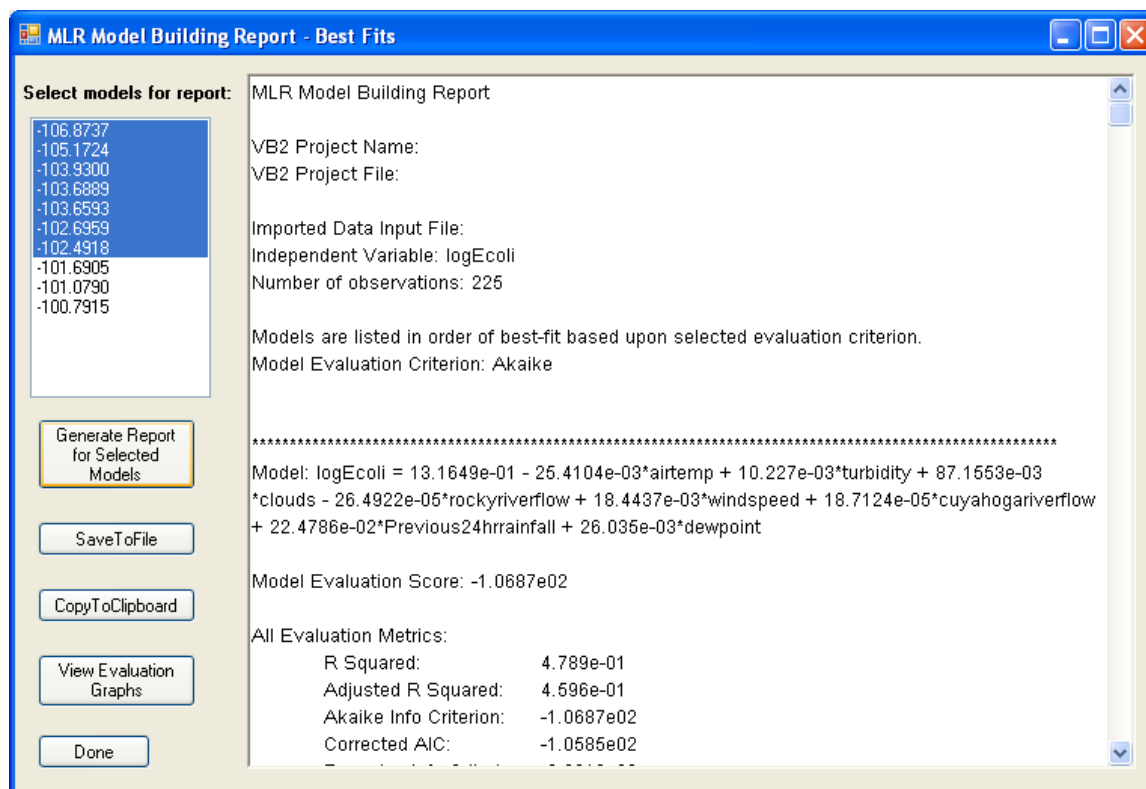 MLR Model Building Report - Best Fits
Select models for report:
-106.8737
-105.1724
-103.9300
-103.6889
-103.6593
-102.6959
-102.4918
-101.6905
-101.0790
-100.7915
Generate Report
for Selected
Models
SaveToFile
CopyToClipboard
View Evaluation
Graphs
Done
MLR Model Building Report
VB2 Project Name:
VB2 Project File:
Imported Data Input File:
Independent Variable: logEcoli
Number of observations: 225
Models are listed in order of best-fit based upon selected evaluation criterion.
Model Evaluation Criterion: Akaike
***********************************************************************************************************
Model: logEcoli = 13.1649e-01 - 25.4104e-03*airtemp + 10.227e-03*turbidity + 87.1553e-03
*clouds - 26.4922e-05*rockyriverflow + 18.4437e-03*windspeed + 18.7124e-05*cuyahogariverflow
+ 22.4786e-02*Previous24hrrainfall + 26.035e-03*dewpoint
Model Evaluation Score: -1.0687e02
All Evaluation Metrics:
R Squared: 4.789e-01
Adjusted R Squared: 4.596e-01
Akaike Info Criterion: -1.0687e02
Corrected AIC: -1.0585e02